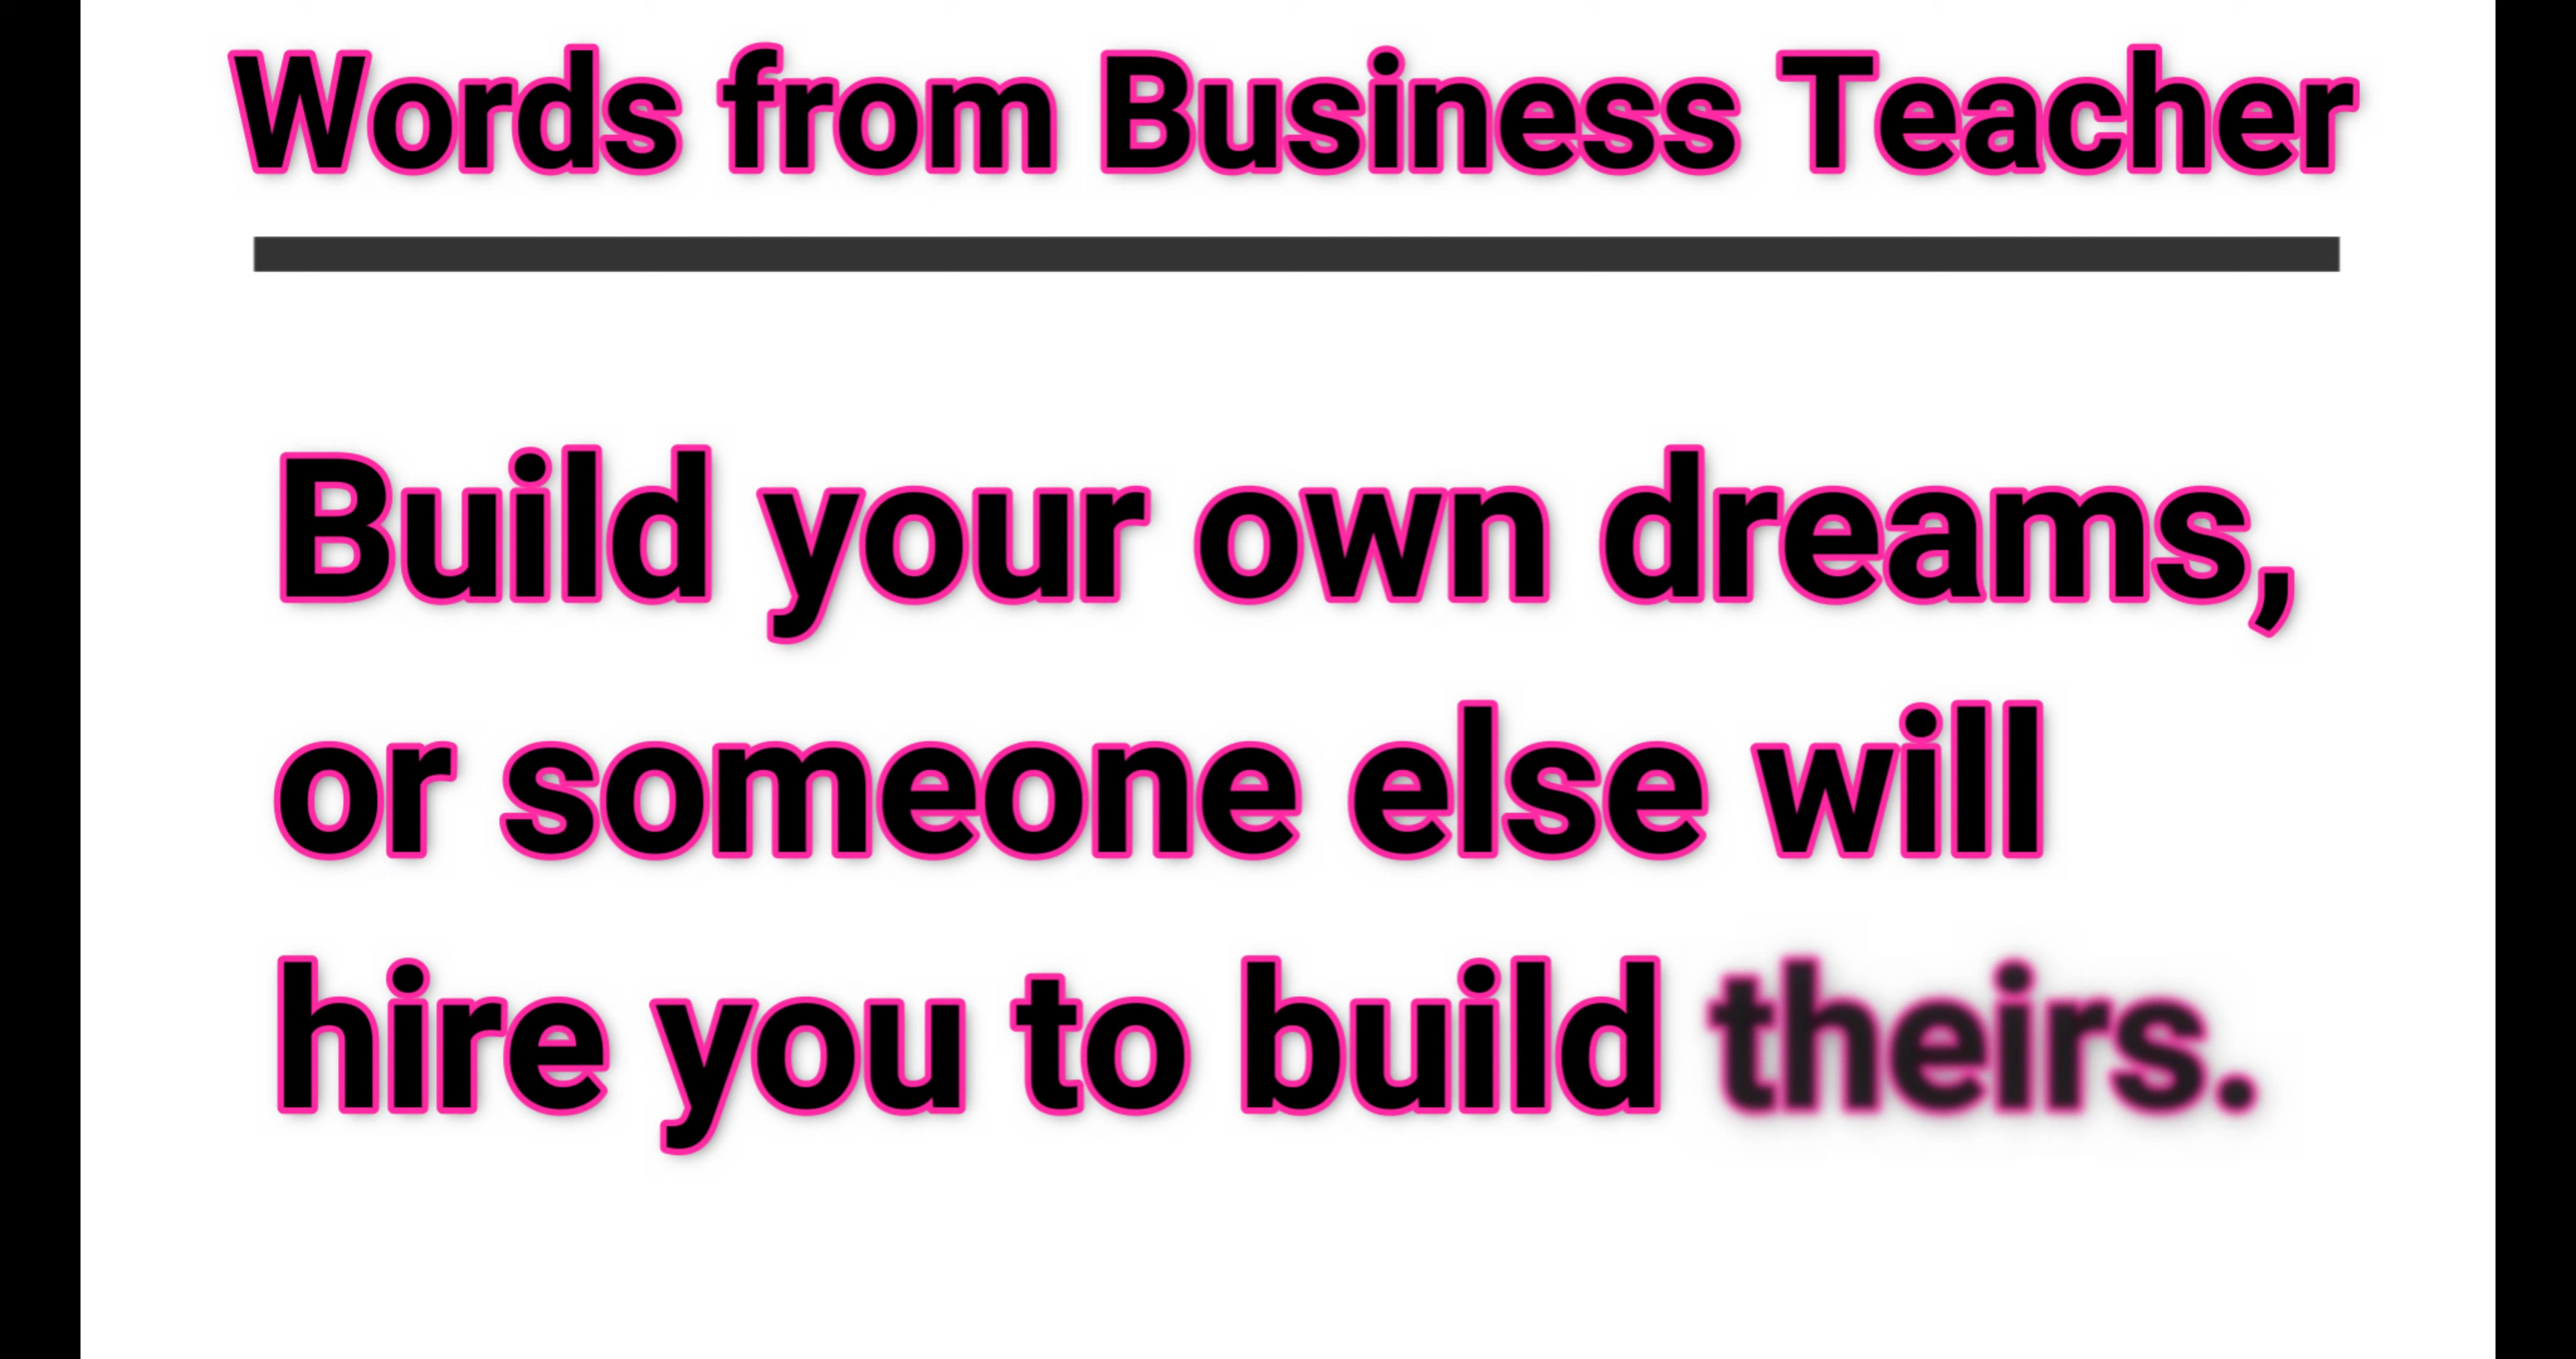 Words from Business Teacher
Build your own dreams,
or someone else will
hire you to build theirs.